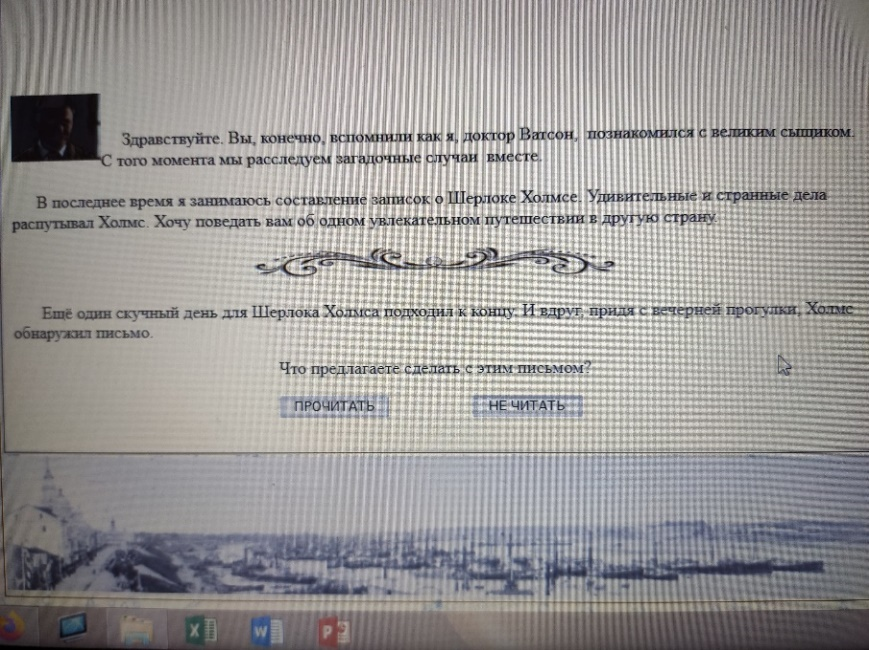 Здравствуйте. Вы, конечно, вспомнили как я, доктор Ватсон, познакомился с великим сыщиком.
С того момента мы расследуем загадочные случаи вместе.
В последнее время я занимаюсь составление записок о Шерлоке Холмсе. Удивительные и странные дела
распутывал Холмс. Хочу поведать вам об одном увлекательном путешествии в другую страну.
Ещё один скучный день для Шерлока Холмса подходил к концу. И вдруг, придя с вечерней прогулки, Холмс
обнаружил письмо.
Что предлагаете сделать с этим письмом?
ПРОЧИТАТЬ НЕ ЧИТАТЬ
X W P